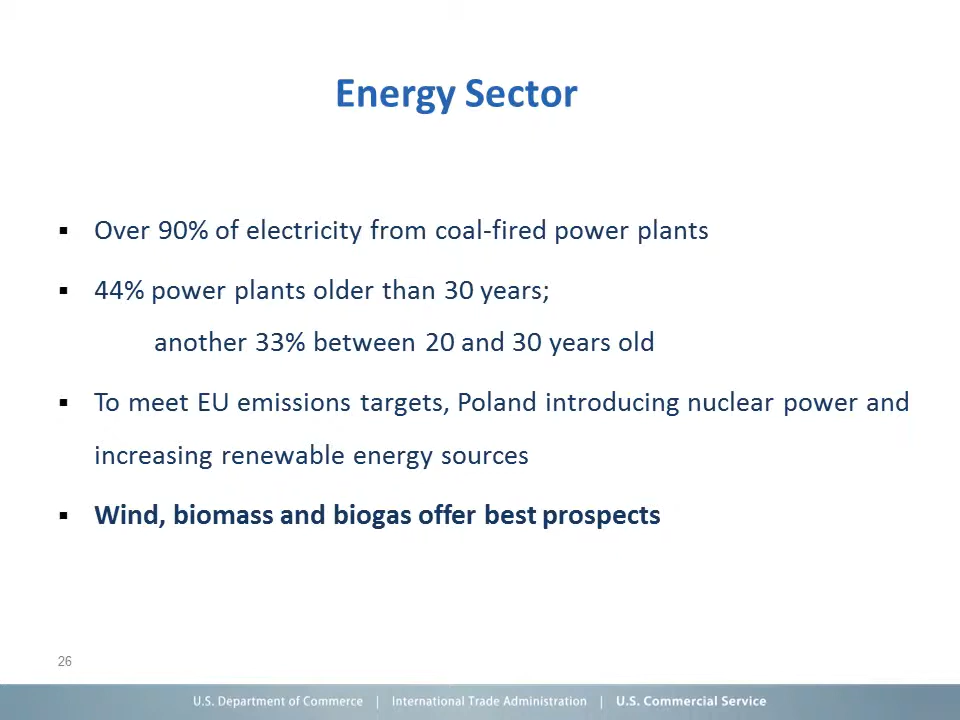 Energy Sector
▪ Over 90% of electricity from coal-fired power plants
▪ 44% power plants older than 30 years;
another 33% between 20 and 30 years old
▪ To meet EU emissions targets, Poland introducing nuclear power and
increasing renewable energy sources
▪ Wind, biomass and biogas offer best prospects
26
U.S. Department of Commerce | International Trade Administration | U.S. Commercial Service